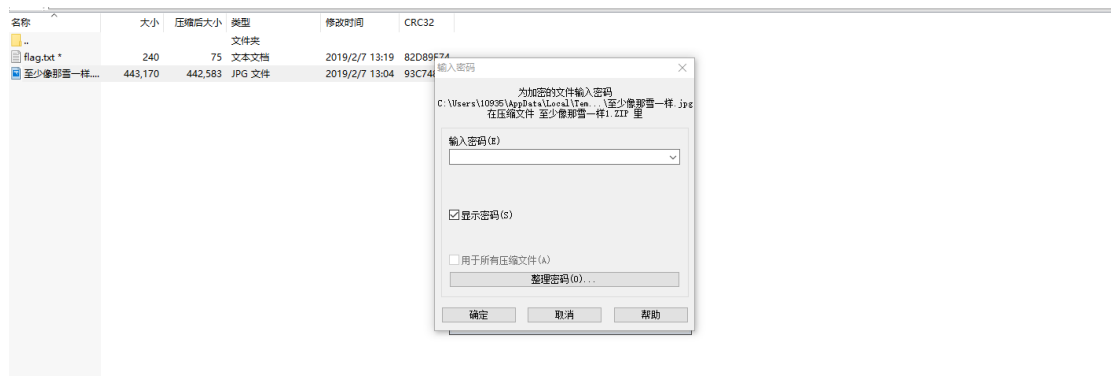 名称 大小 压缩后大小 类型 修改时间 CRC32
.. 文件夹
flag.txt * 240 75 文本文档 2019/2/7 13:19 82D89F74
至少像那雪一样.... 443,170 442,583 JPG 文件 2019/2/7 13:04 93C748
输入密码
为加密的文件输入密码
C:\Users\10935\AppData\Local\Tem...\至少像那雪一样.jpg
在压缩文件 至少像那雪一样1.ZIP 里
输入密码(E)
显示密码(S)
用于所有压缩文件(A)
整理密码(O)...
确定 取消 帮助